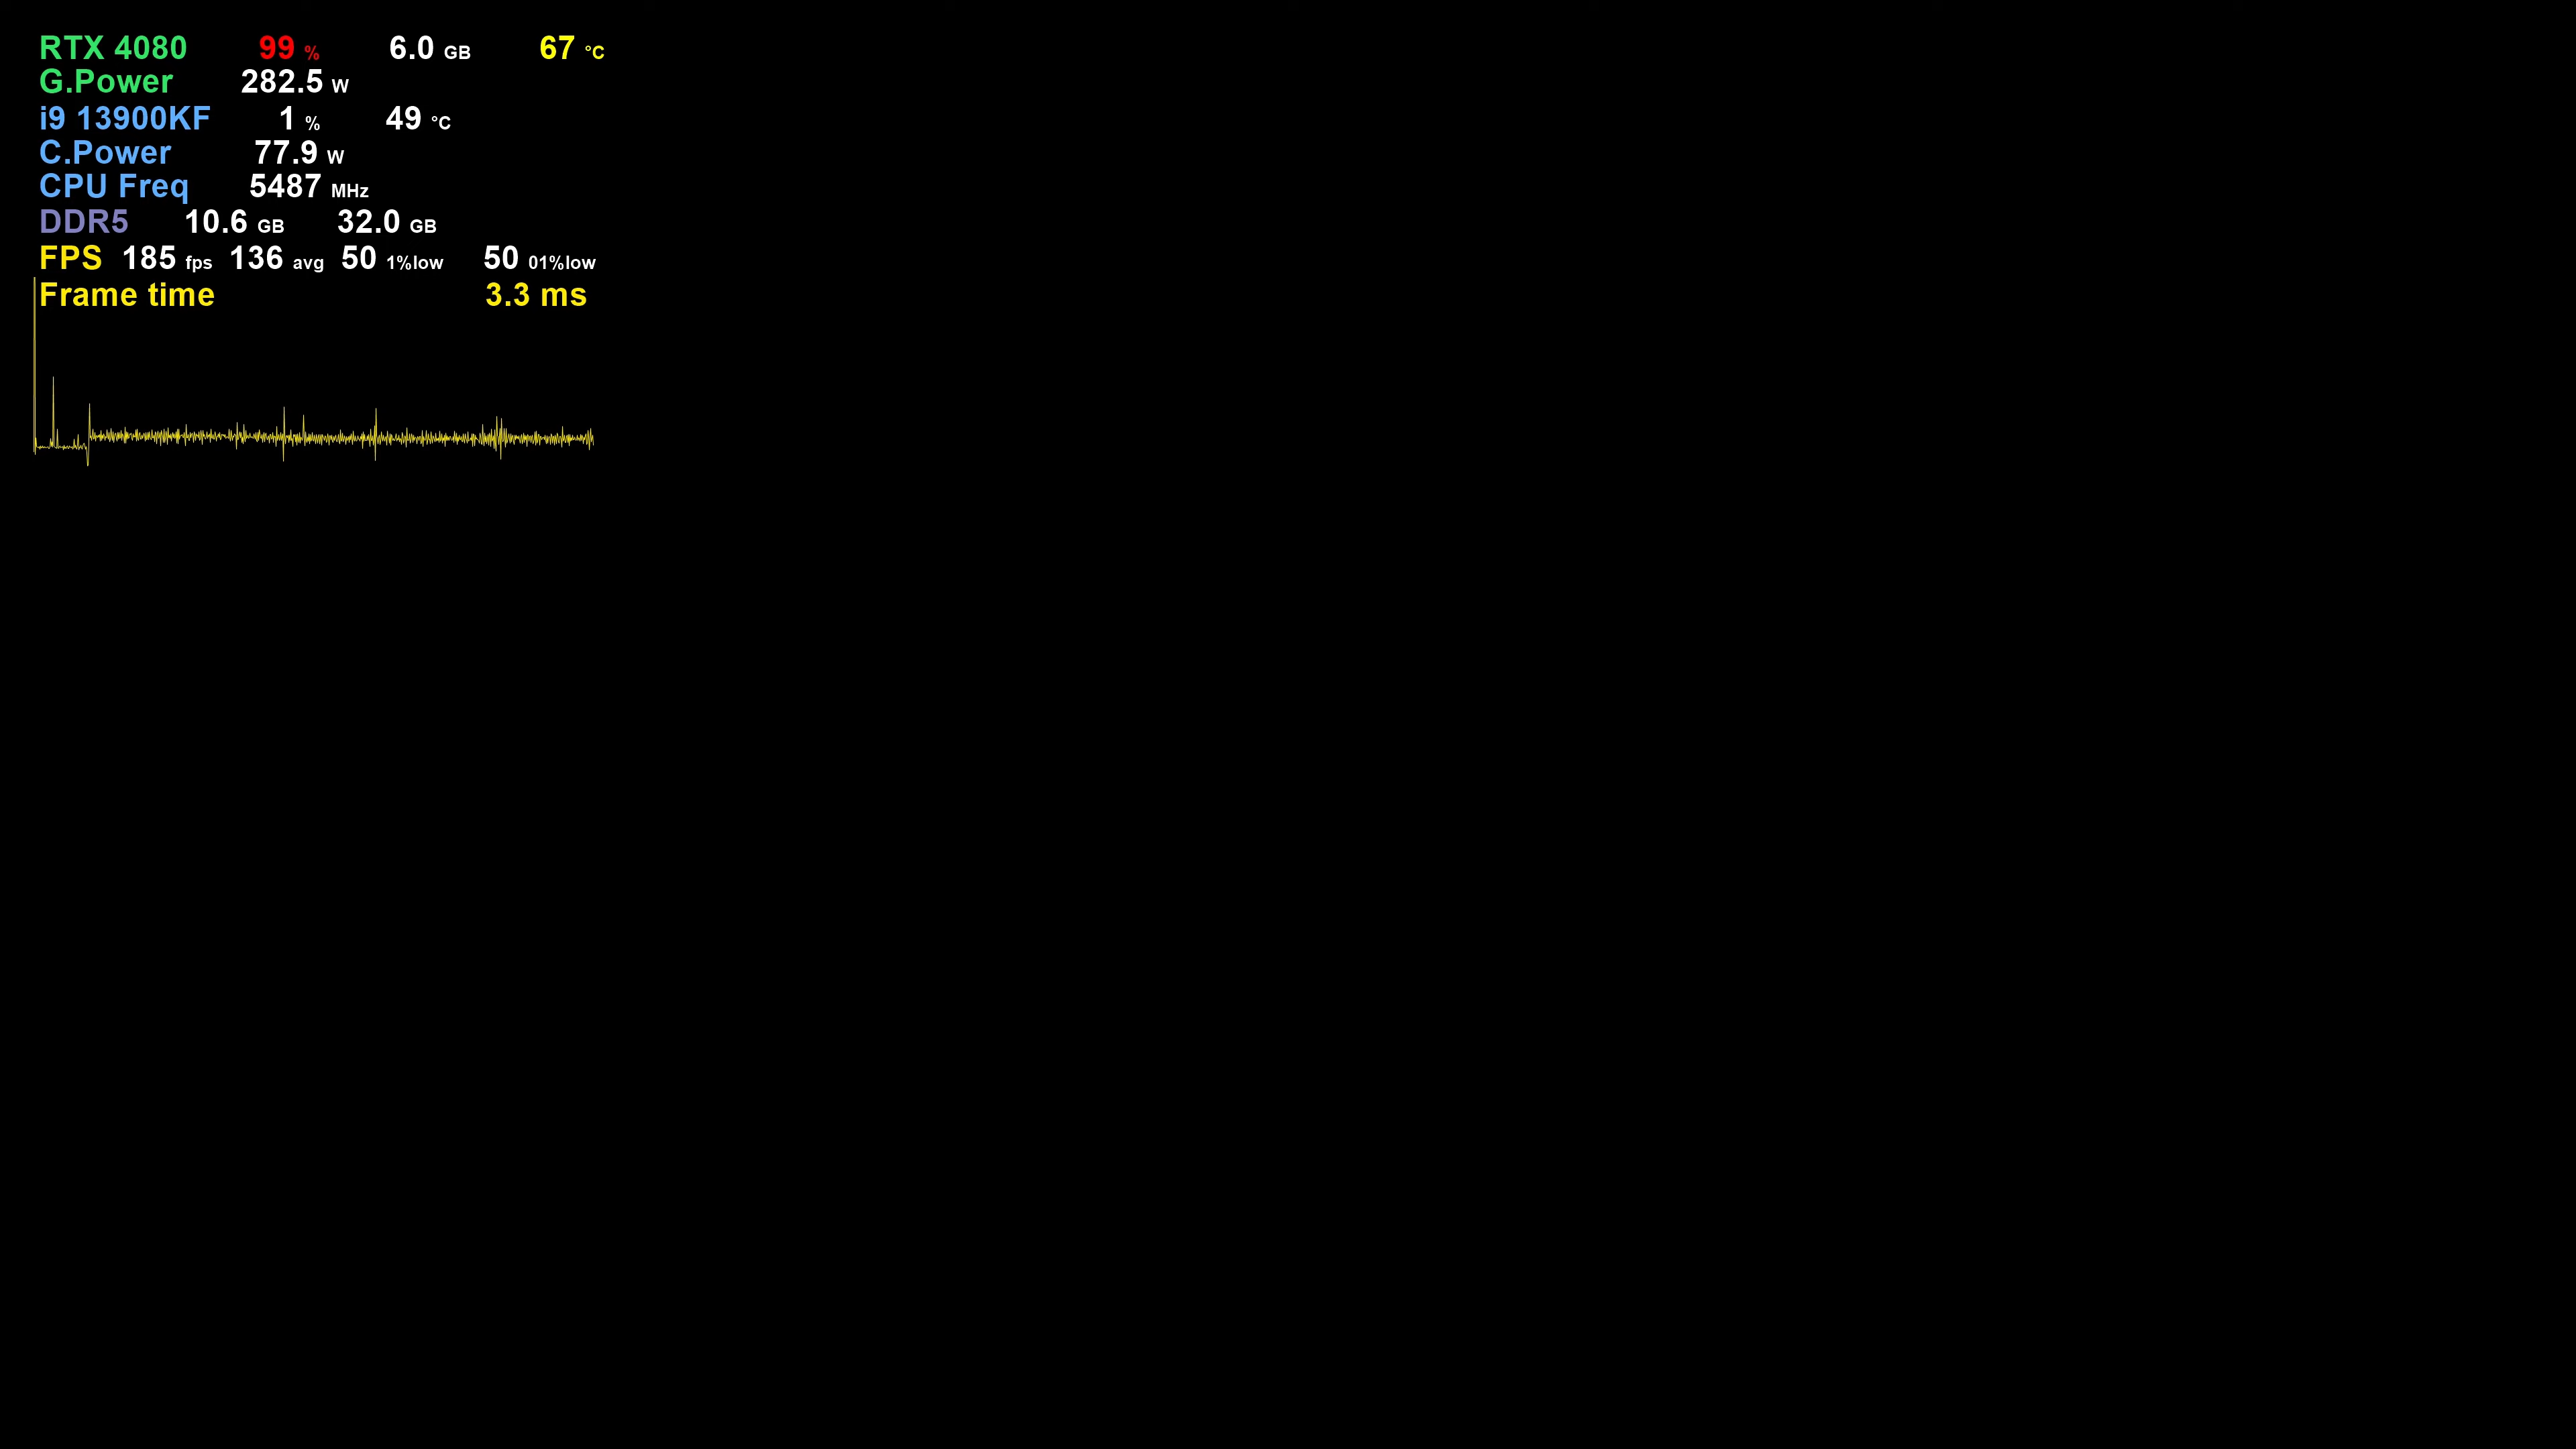 RTX 4080 99 % 6.0 GB 67 °C
G.Power 282.5 W
i9 13900KF 1 % 49 °C
C.Power 77.9 W
CPU Freq 5487 MHz
DDR5 10.6 GB 32.0 GB
FPS 185 fps 136 avg 50 1%low 50 01%low
Frame time 3.3 ms